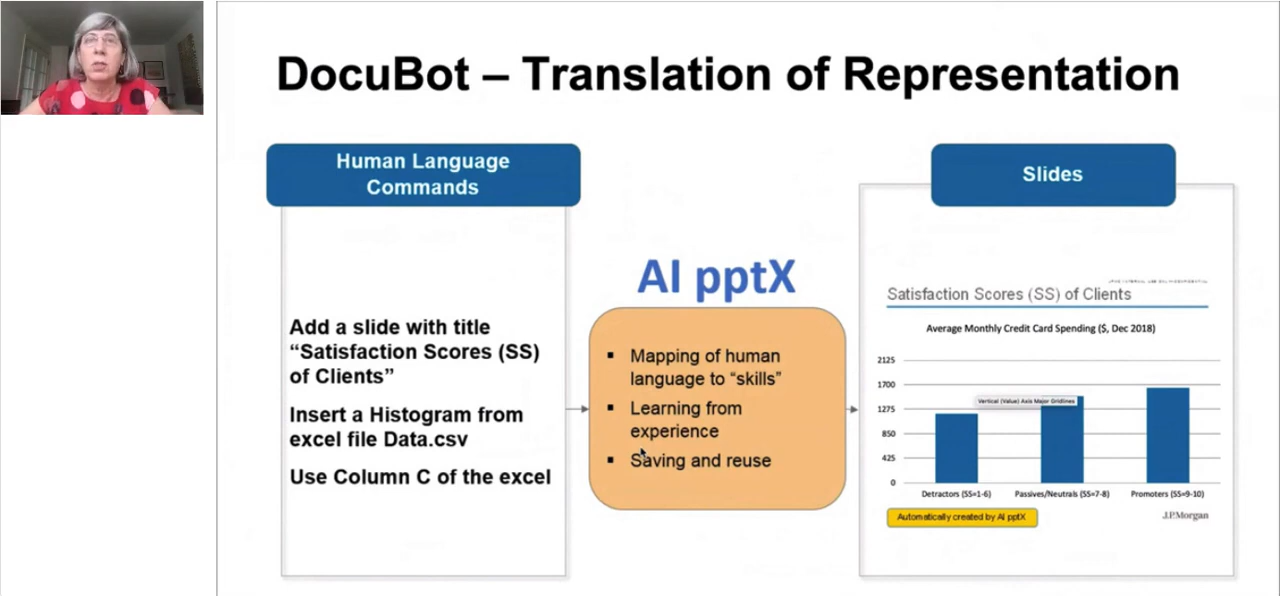 DocuBot – Translation of Representation
Human Language
Commands
Add a slide with title
“Satisfaction Scores (SS)
of Clients”
Insert a Histogram from
excel file Data.csv
Use Column C of the excel
AI pptX
▪ Mapping of human
language to “skills”
▪ Learning from
experience
▪ Saving and reuse
Slides
Satisfaction Scores (SS) of Clients
Average Monthly Credit Card Spending ($, Dec 2018)
2125
1700
1275
850
425
0
Vertical (Value) Axis Major Gridlines
Detractors (SS=1-6)
Passives/Neutrals (SS=7-8)
Promoters (SS=9-10)
Automatically created by AI pptX
J.P.Morgan